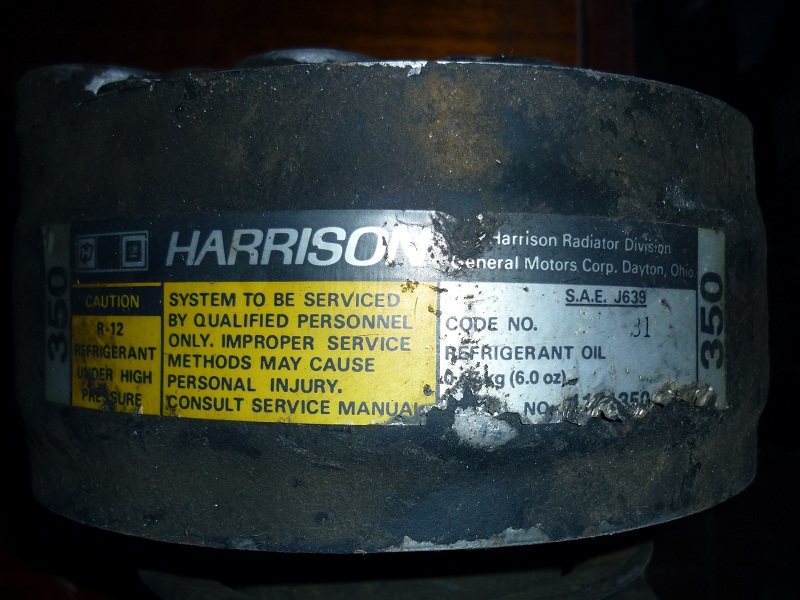 HARRISON
Harrison Radiator Division
General Motors Corp. Dayton, Ohio
350
CAUTION
R-12
REFRIGERANT
UNDER HIGH
PRESSURE
SYSTEM TO BE SERVICED
BY QUALIFIED PERSONNEL
ONLY. IMPROPER SERVICE
METHODS MAY CAUSE
PERSONAL INJURY.
CONSULT SERVICE MANUAL
S.A.E. J639
CODE NO. 31
REFRIGERANT OIL
kg (6.0 oz)
NO.
350